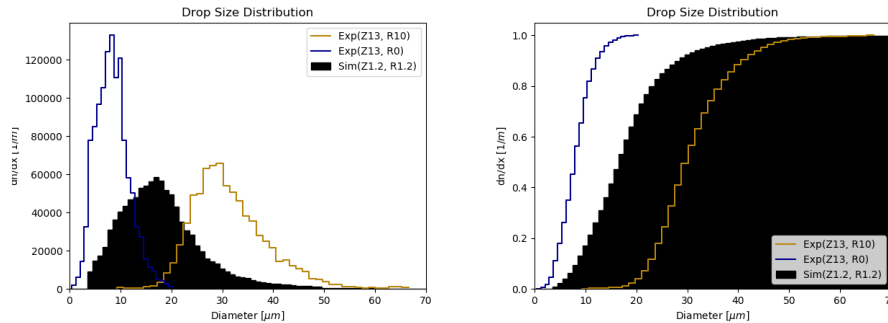 Drop Size Distribution
Exp(Z13, R10)
Exp(Z13, R0)
Sim(Z1.2, R1.2)
dn/dx [1/m]
120000
100000
80000
60000
40000
20000
0
0 10 20 30 40 50 60 70
Diameter [μm]
Drop Size Distribution
dn/dx [1/m]
1.0
0.8
0.6
0.4
0.2
0.0
Exp(Z13, R10)
Exp(Z13, R0)
Sim(Z1.2, R1.2)
0 10 20 30 40 50 60 70
Diameter [μm]